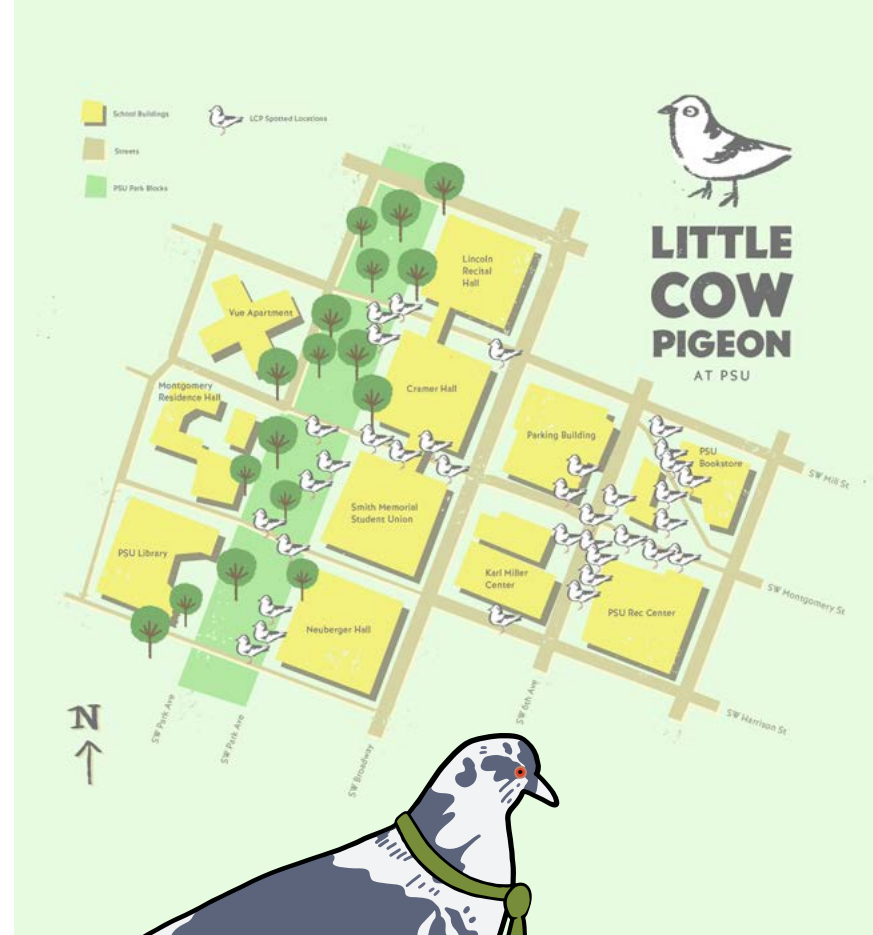 School Buildings
LCP Spotted Locations
Streets
PSU Park Blocks
LITTLE
COW
PIGEON
AT PSU
Lincoln
Recital
Hall
Vue Apartment
Montgomery
Residence Hall
Cramer Hall
Parking Building
PSU
Bookstore
SW Mill St
Smith Memorial
Student Union
PSU Library
Karl Miller
Center
SW Montgomery St
PSU Rec Center
Neuberger Hall
SW Harrison St
N
SW Park Ave
SW Park Ave
SW Broadway
SW 6th Ave